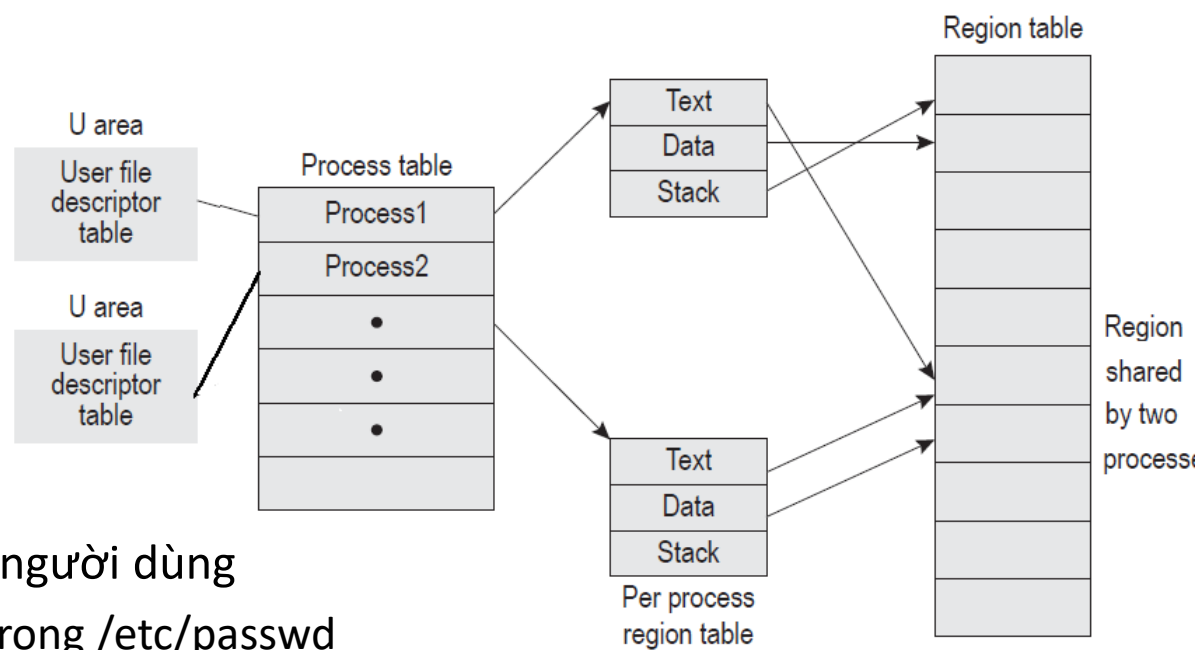 Region table
U area
User file
descriptor
table
Process table
Process1
Process2
Text
Data
Stack
U area
User file
descriptor
table
Region
shared
by two
Text
Data
Stack
Per process
region table
người dùng
/etc/passwd